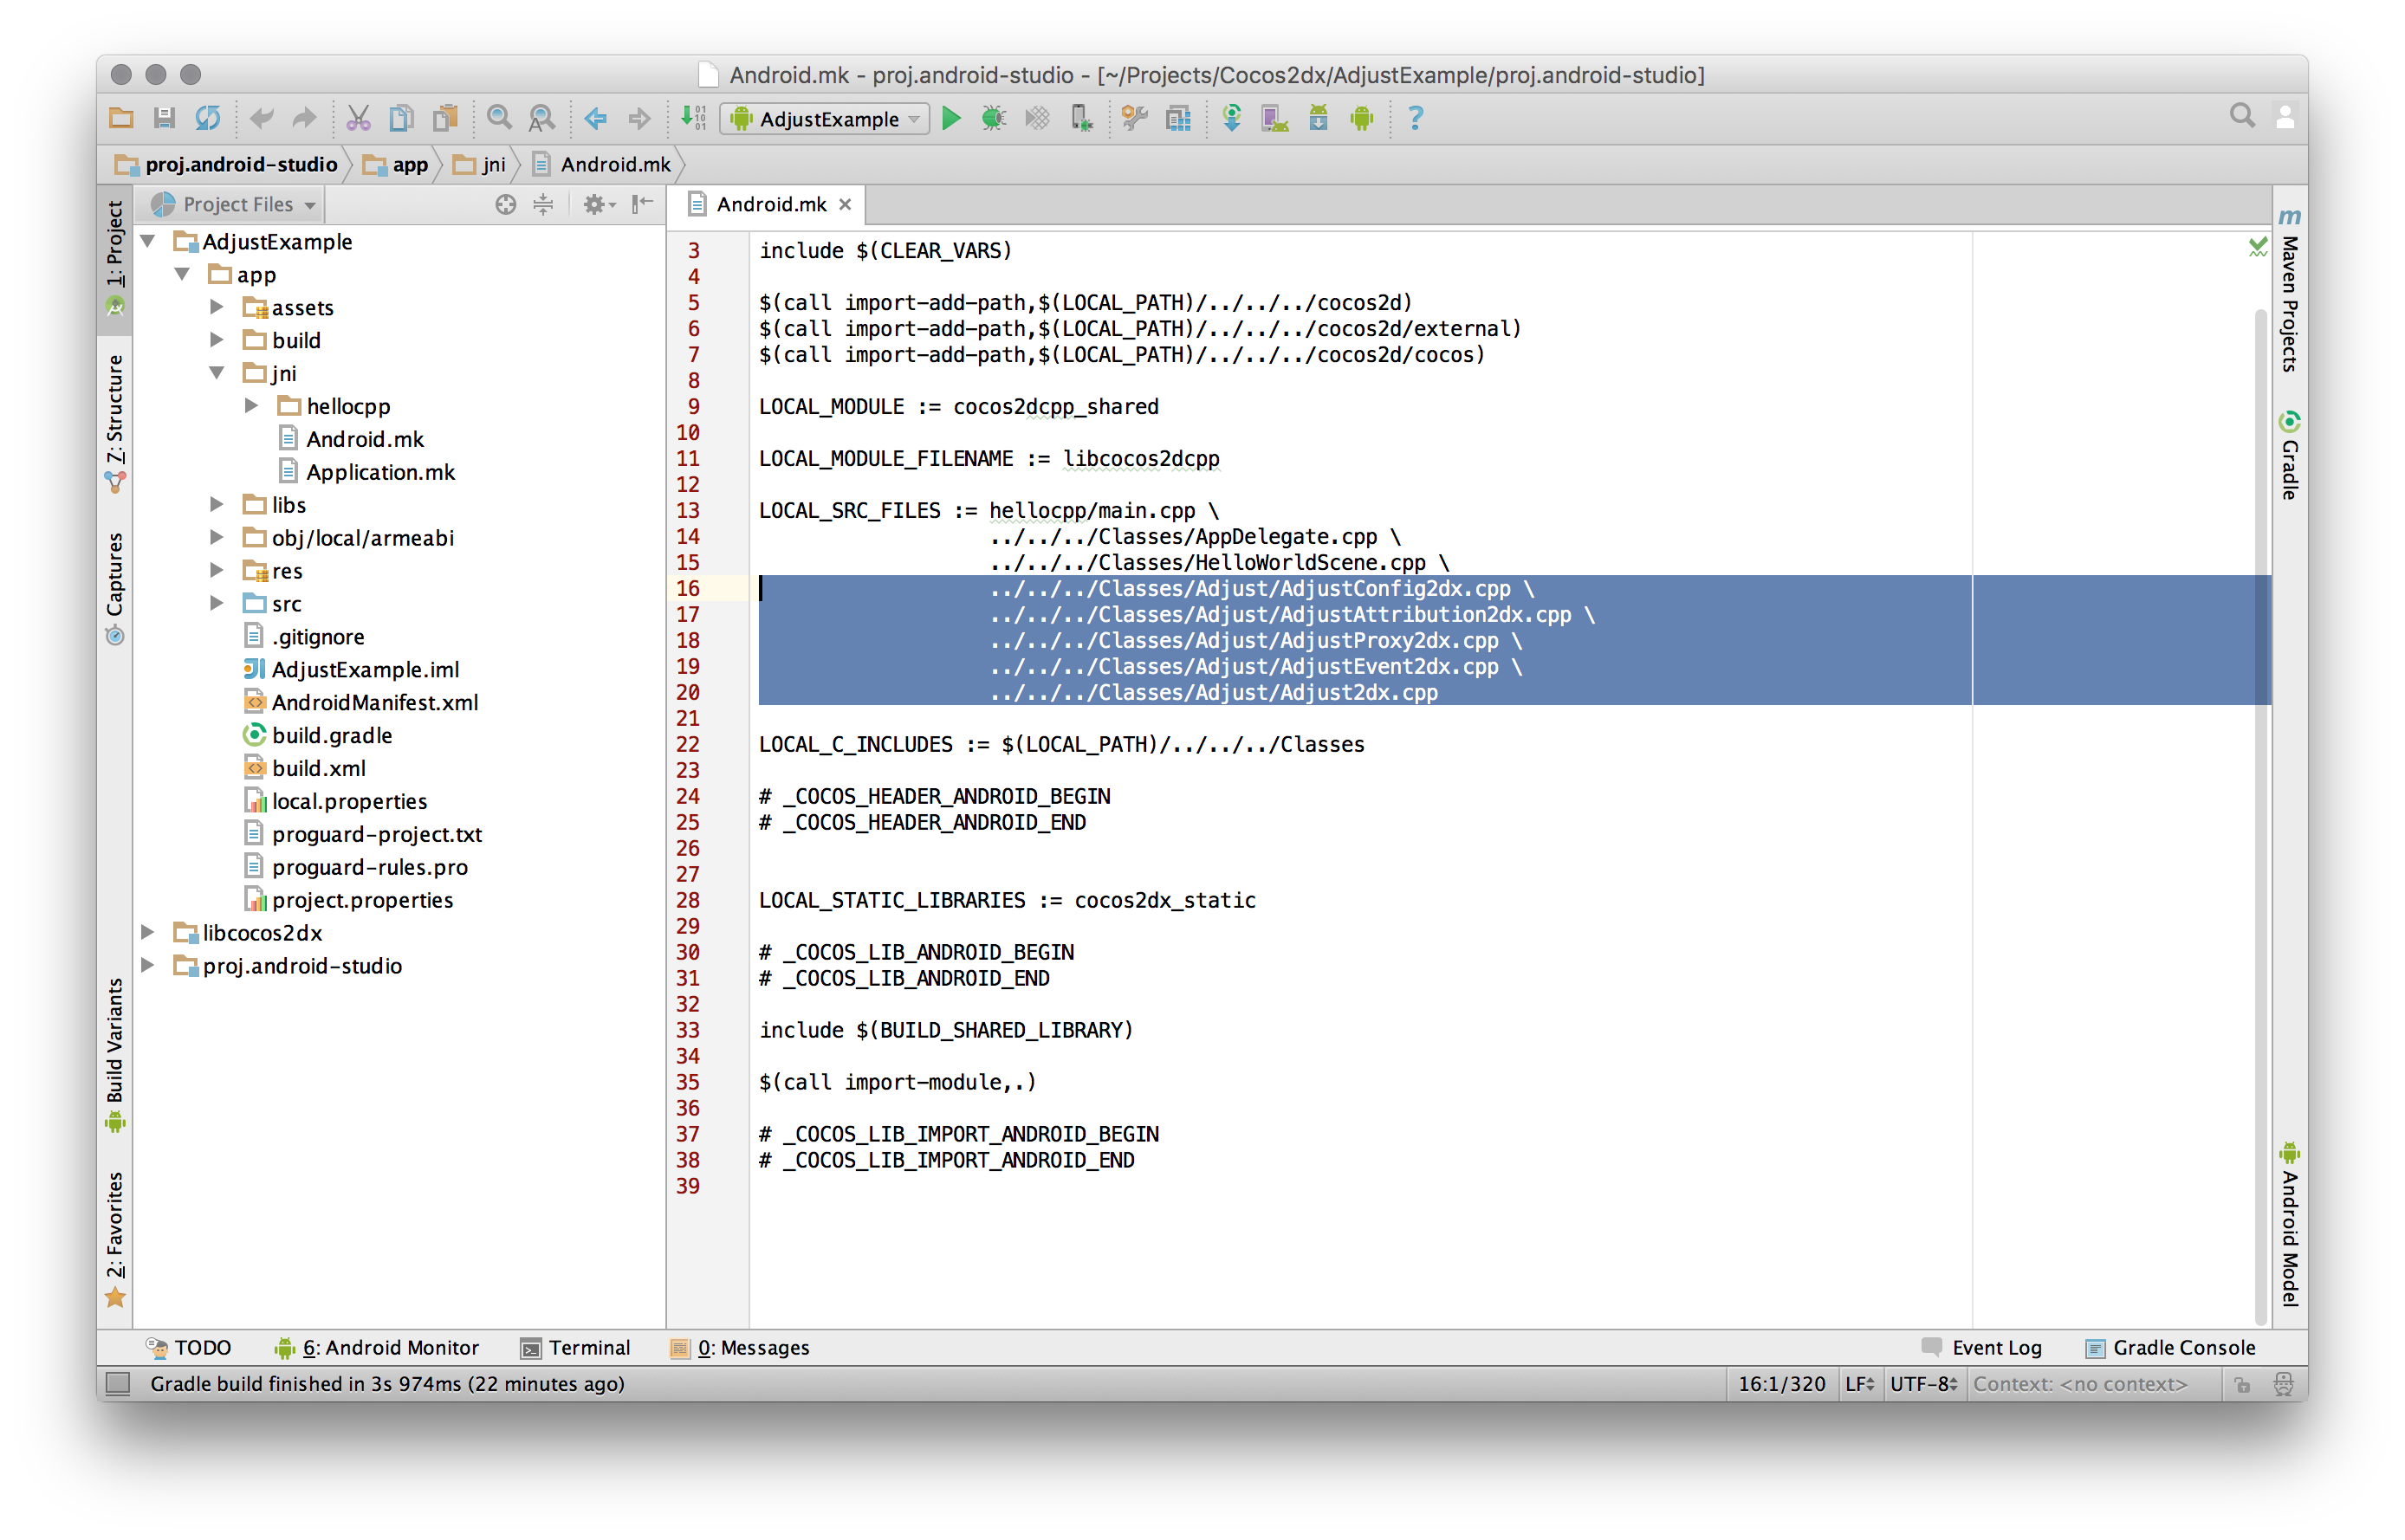 Android.mk - proj.android-studio - [~/Projects/Cocos2dx/AdjustExample/proj.android-studio]
AdjustExample
proj.android-studio app jni Android.mk
1: Project
7: Structure
Captures
Build Variants
2: Favorites
Project Files
AdjustExample
app
assets
build
jni
hellocpp
Android.mk
Application.mk
libs
obj/local/armeabi
res
src
.gitignore
AdjustExample.iml
AndroidManifest.xml
build.gradle
build.xml
local.properties
proguard-project.txt
proguard-rules.pro
project.properties
libcocos2dx
proj.android-studio
Android.mk
3 include $(CLEAR_VARS)
4
5 $(call import-add-path,$(LOCAL_PATH)/../../../cocos2d)
6 $(call import-add-path,$(LOCAL_PATH)/../../../cocos2d/external)
7 $(call import-add-path,$(LOCAL_PATH)/../../../cocos2d/cocos)
8
9 LOCAL_MODULE := cocos2dcpp_shared
10
11 LOCAL_MODULE_FILENAME := libcocos2dcpp
12
13 LOCAL_SRC_FILES := hellocpp/main.cpp \
14 ../../../Classes/AppDelegate.cpp \
15 ../../../Classes/HelloWorldScene.cpp \
16 ../../../Classes/Adjust/AdjustConfig2dx.cpp \
17 ../../../Classes/Adjust/AdjustAttribution2dx.cpp \
18 ../../../Classes/Adjust/AdjustProxy2dx.cpp \
19 ../../../Classes/Adjust/AdjustEvent2dx.cpp \
20 ../../../Classes/Adjust/Adjust2dx.cpp
21
22 LOCAL_C_INCLUDES := $(LOCAL_PATH)/../../../Classes
23
24 # _COCOS_HEADER_ANDROID_BEGIN
25 # _COCOS_HEADER_ANDROID_END
26
27
28 LOCAL_STATIC_LIBRARIES := cocos2dx_static
29
30 # _COCOS_LIB_ANDROID_BEGIN
31 # _COCOS_LIB_ANDROID_END
32
33 include $(BUILD_SHARED_LIBRARY)
34
35 $(call import-module,.)
36
37 # _COCOS_LIB_IMPORT_ANDROID_BEGIN
38 # _COCOS_LIB_IMPORT_ANDROID_END
39
m
Maven Projects
Gradle
Android Model
TODO 6: Android Monitor Terminal 0: Messages Event Log Gradle Console
Gradle build finished in 3s 974ms (22 minutes ago) 16:1/320 LF UTF-8 Context: <no context>